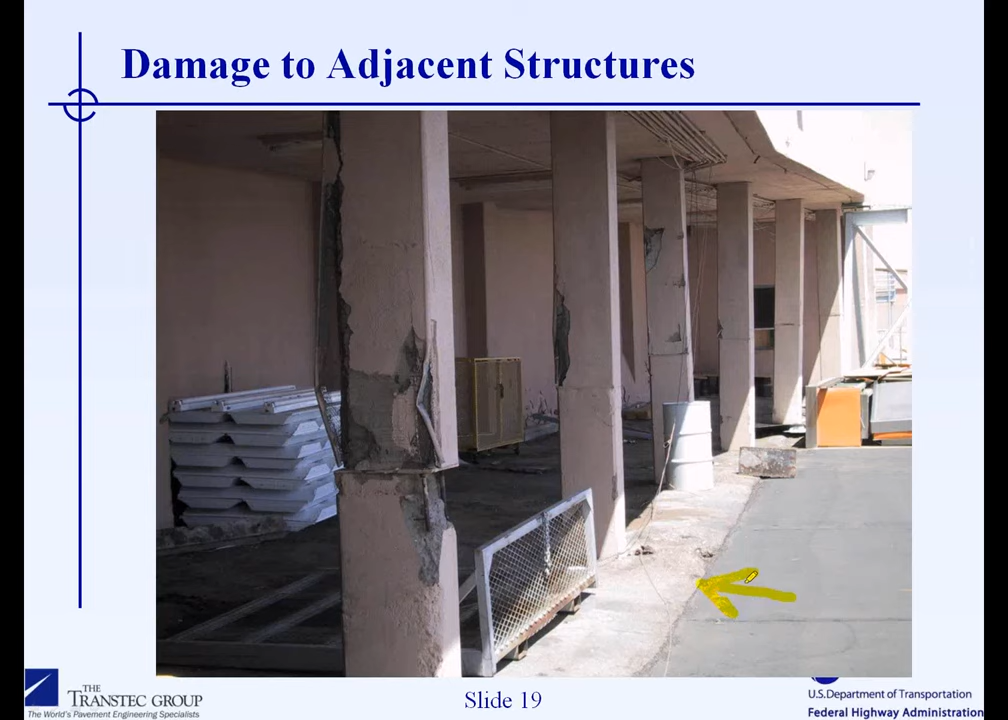 Damage to Adjacent Structures
THE
TRANSTEC GROUP
The World's Pavement Engineering Specialists
Slide 19
U.S.Department of Transportation
Federal Highway Administration